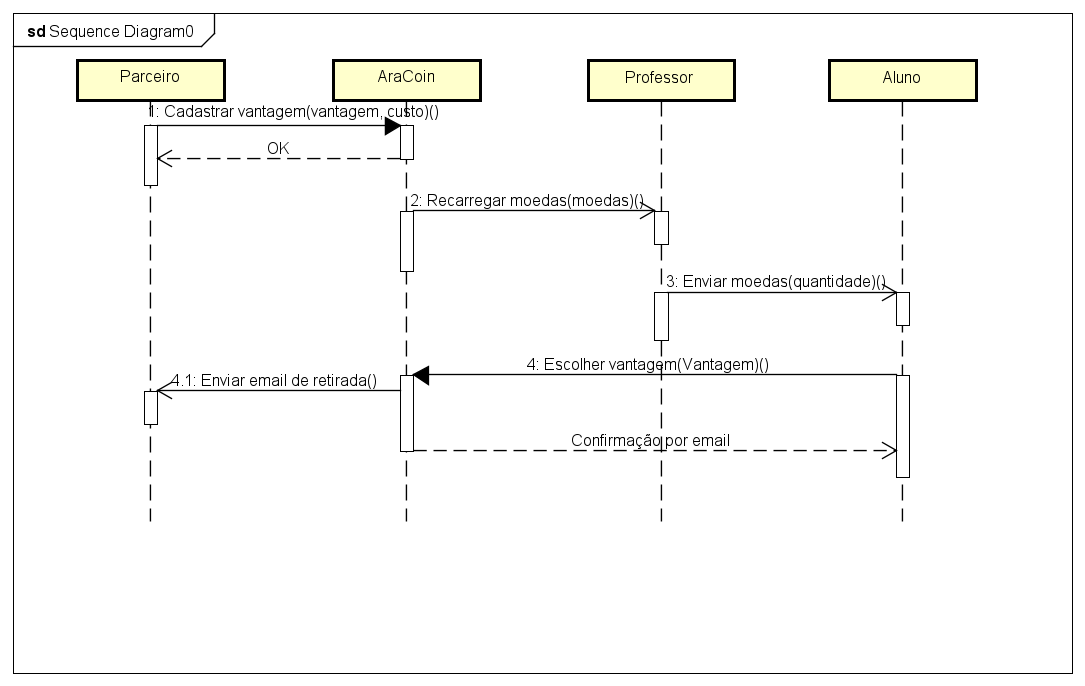 sd Sequence Diagram0
Parceiro
AraCoin
Professor
Aluno
1: Cadastrar vantagem(vantagem, custo)()
OK
2: Recarregar moedas(moedas)()
3: Enviar moedas(quantidade)()
4: Escolher vantagem(Vantagem)()
4.1: Enviar email de retirada()
Confirmação por email